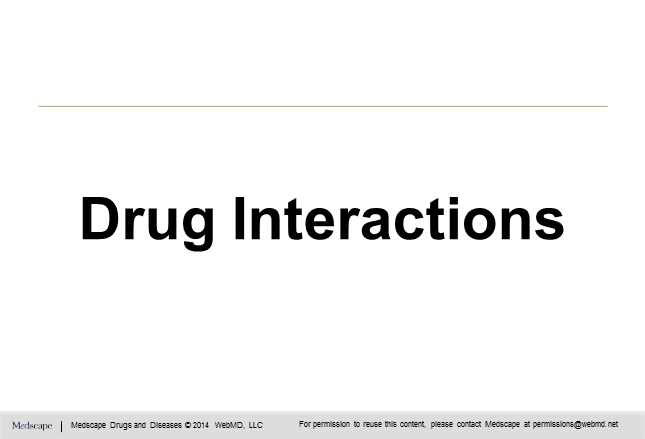 Drug Interactions
Medscape | Medscape Drugs and Diseases © 2014 WebMD, LLC For permission to reuse this content, please contact Medscape at permissions@webmd.net